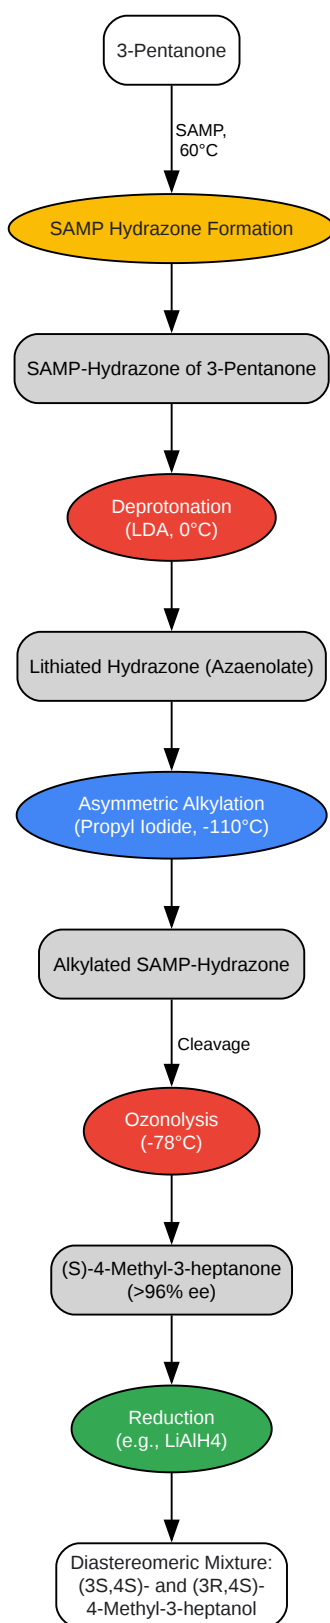 3-Pentanone
SAMP,
60°C
SAMP Hydrazone Formation
SAMP-Hydrazone of 3-Pentanone
Deprotonation
(LDA, 0°C)
Lithiated Hydrazone (Azaenolate)
Asymmetric Alkylation
(Propyl Iodide, -110°C)
Alkylated SAMP-Hydrazone
Cleavage
Ozonolysis
(-78°C)
(S)-4-Methyl-3-heptanone
(>96% ee)
Reduction
(e.g., LiAlH4)
Diastereomeric Mixture:
(3S,4S)- and (3R,4S)-
4-Methyl-3-heptanol